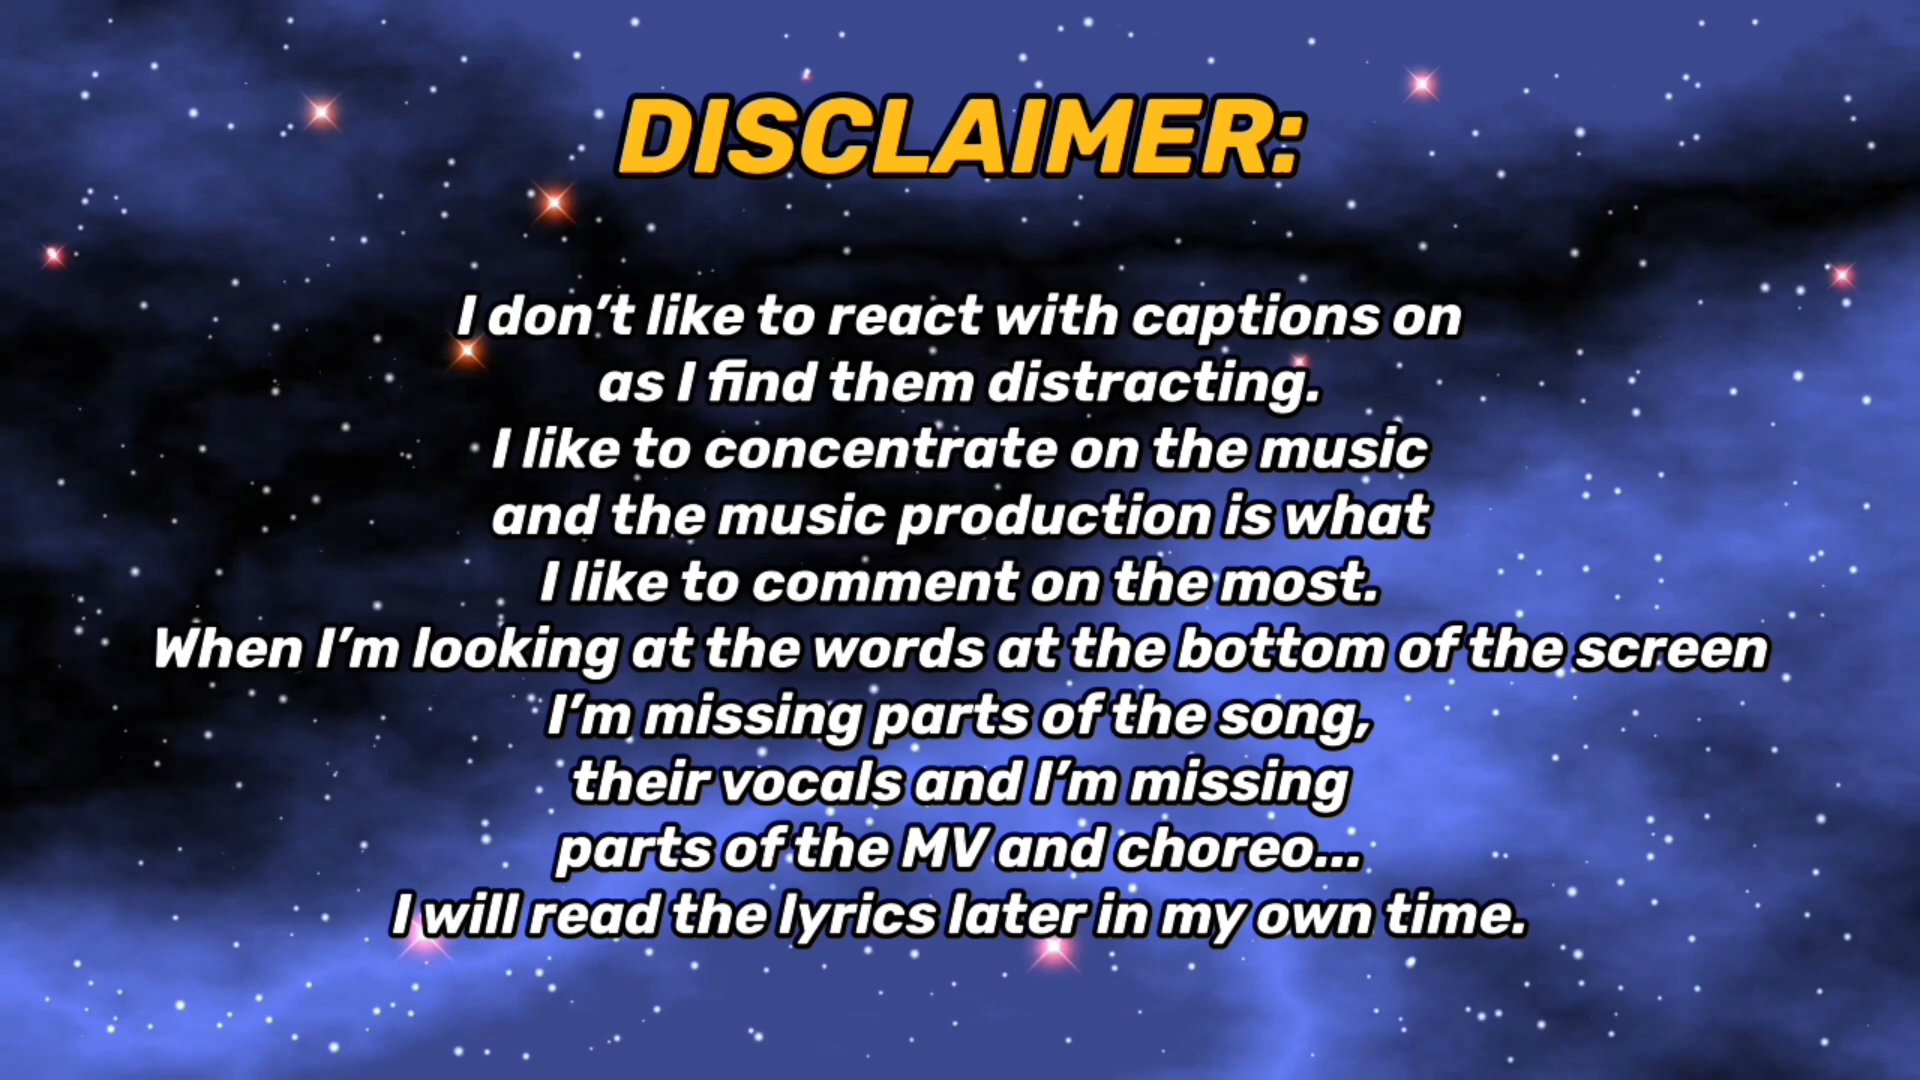 DISCLAIMER:
I don’t like to react with captions on
as I find them distracting.
I like to concentrate on the music
and the music production is what
I like to comment on the most.
When I’m looking at the words at the bottom of the screen
I’m missing parts of the song,
their vocals and I’m missing
parts of the MV and choreo...
I will read the lyrics later in my own time.